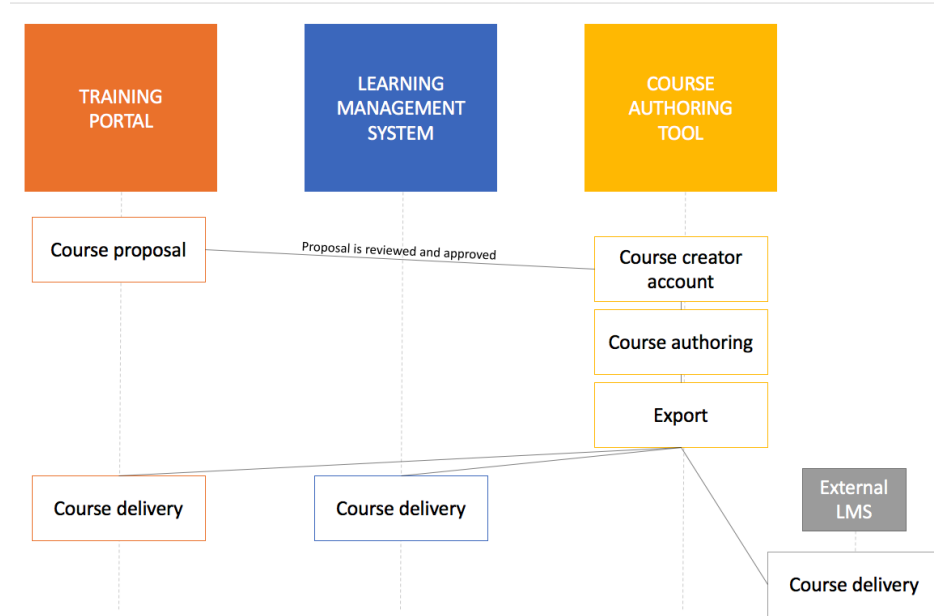 TRAINING
PORTAL
LEARNING
MANAGEMENT
SYSTEM
COURSE
AUTHORING
TOOL
Course proposal
Proposal is reviewed and approved
Course creator
account
Course authoring
Export
Course delivery
Course delivery
External
LMS
Course delivery